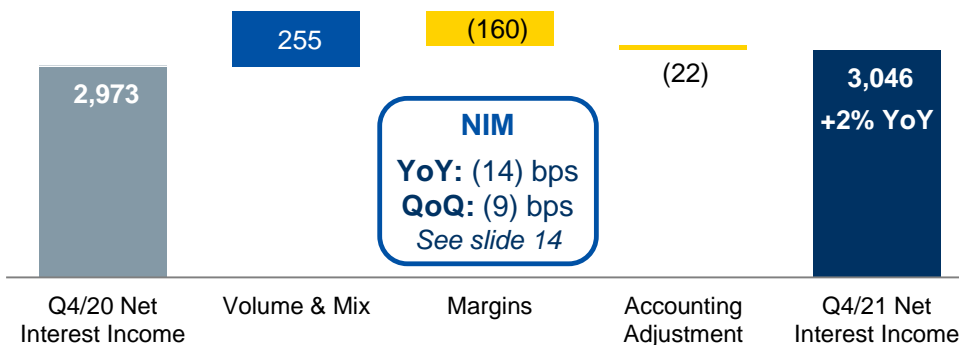 2,973
255
(160)
(22)
3,046
+2% YoY
NIM
YoY: (14) bps
QoQ: (9) bps
See slide 14
Q4/20 Net
Interest Income
Volume & Mix
Margins
Accounting
Adjustment
Q4/21 Net
Interest Income